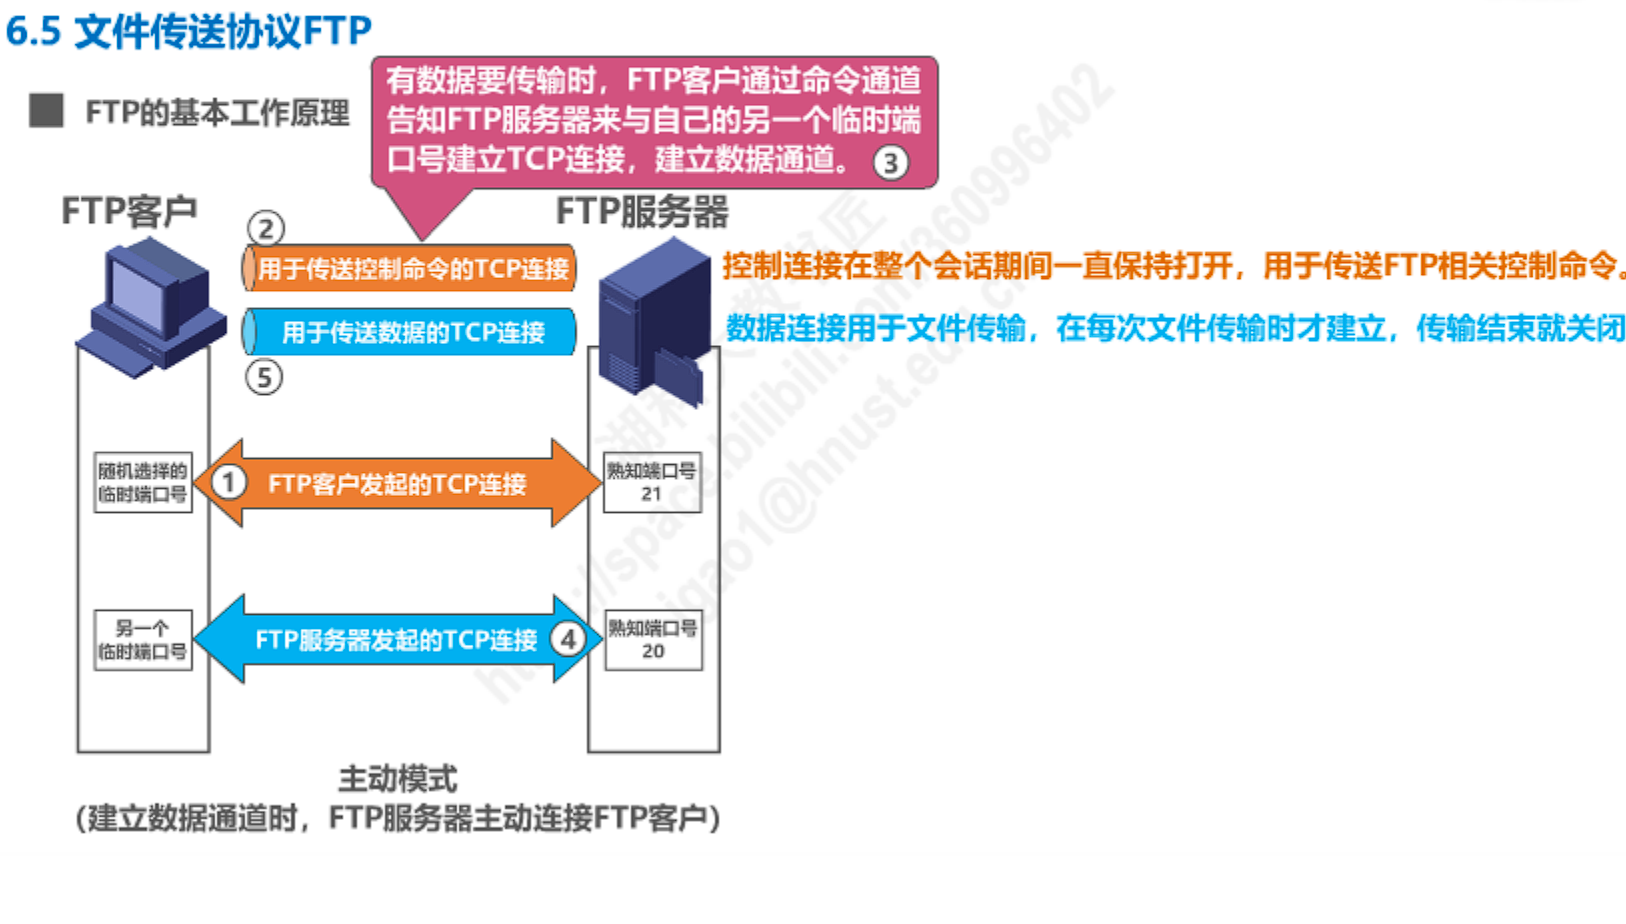 6.5 文件传送协议FTP
FTP的基本工作原理
有数据要传输时，FTP客户通过命令通道
告知FTP服务器来与自己的另一个临时端
口号建立TCP连接，建立数据通道。 ③
FTP客户
FTP服务器
②
用于传送控制命令的TCP连接
控制连接在整个会话期间一直保持打开，用于传送FTP相关控制命令。
用于传送数据的TCP连接
数据连接用于文件传输，在每次文件传输时才建立，传输结束就关闭
⑤
随机选择的
临时端口号
① FTP客户发起的TCP连接
熟知端口号
21
另一个
临时端口号
FTP服务器发起的TCP连接 ④
熟知端口号
20
主动模式
(建立数据通道时，FTP服务器主动连接FTP客户)